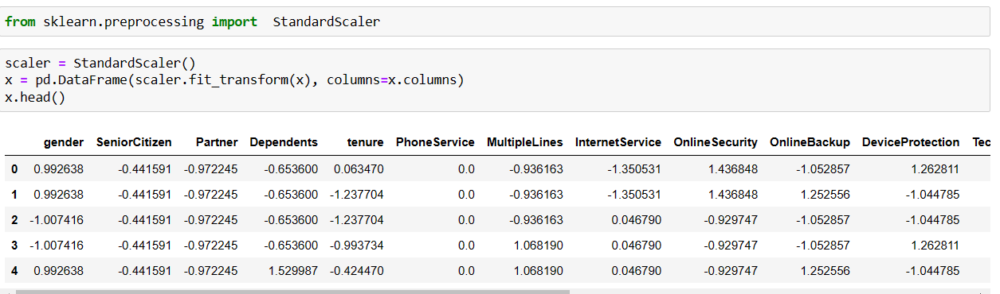 from sklearn.preprocessing import  StandardScaler
scaler = StandardScaler()
x = pd.DataFrame(scaler.fit_transform(x), columns=x.columns)
x.head()
gender SeniorCitizen Partner Dependents tenure PhoneService MultipleLines InternetService OnlineSecurity OnlineBackup DeviceProtection Tec
0 0.992638 -0.441591 -0.972245 -0.653600 0.063470 0.0 -0.936163 -1.350531 1.436848 -1.052857 1.262811
1 0.992638 -0.441591 -0.972245 -0.653600 -1.237704 0.0 -0.936163 -1.350531 1.436848 1.252556 -1.044785
2 -1.007416 -0.441591 -0.972245 -0.653600 -1.237704 0.0 -0.936163 0.046790 -0.929747 -1.052857 -1.044785
3 -1.007416 -0.441591 -0.972245 -0.653600 -0.993734 0.0 1.068190 0.046790 -0.929747 -1.052857 1.262811
4 0.992638 -0.441591 -0.972245 1.529987 -0.424470 0.0 1.068190 0.046790 -0.929747 1.252556 -1.044785